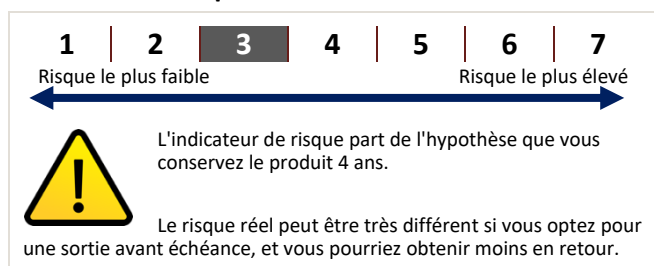 1 2 3 4 5 6 7
Risque le plus faible Risque le plus élevé
L'indicateur de risque part de l'hypothèse que vous
conservez le produit 4 ans.
Le risque réel peut être très différent si vous optez pour
une sortie avant échéance, et vous pourriez obtenir moins en retour.